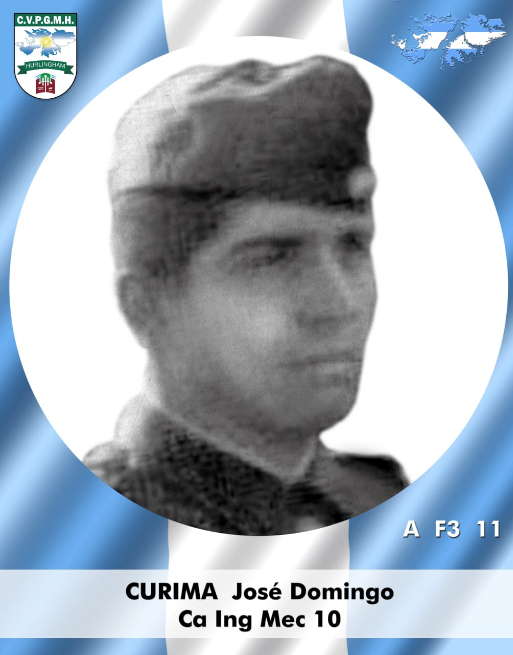 C.V.P.G.M.H.
HURLINGHAM
A F3 11
CURIMA José Domingo
Ca Ing Mec 10